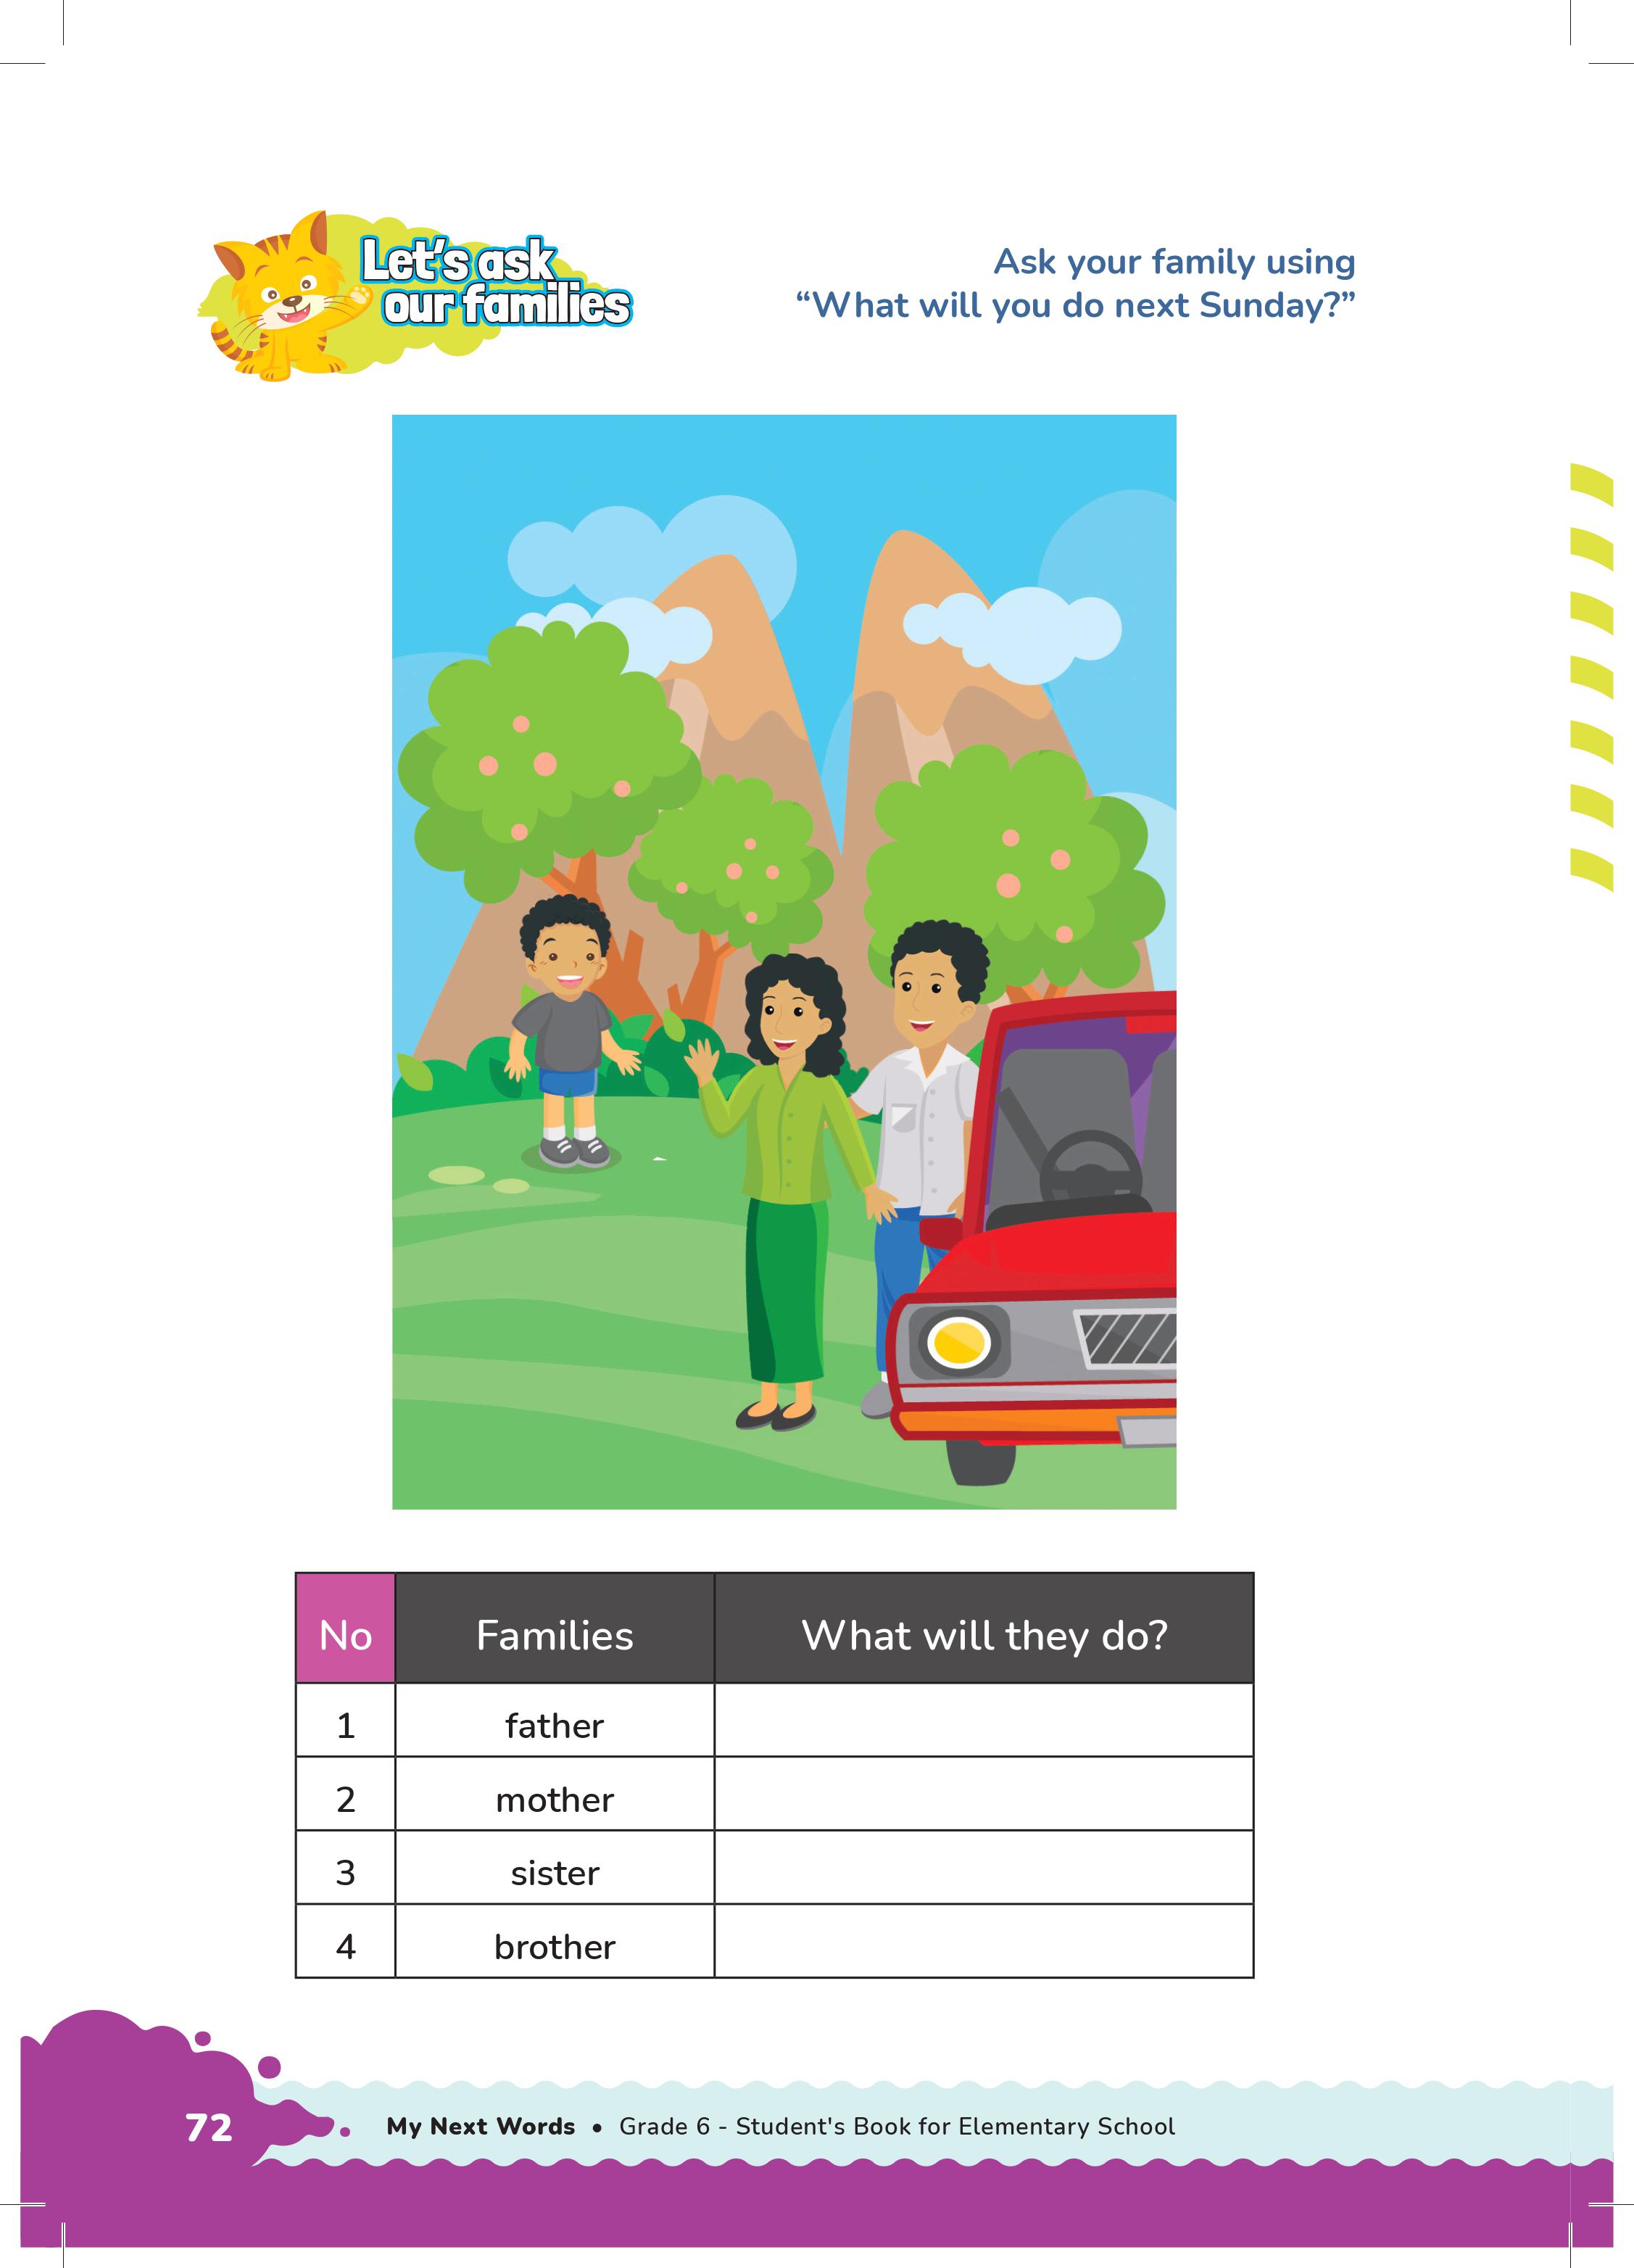 Let's ask
our families
Ask your family using
“What will you do next Sunday?”
No Families What will they do?
1 father
2 mother
3 sister
4 brother
72 My Next Words • Grade 6 - Student's Book for Elementary School